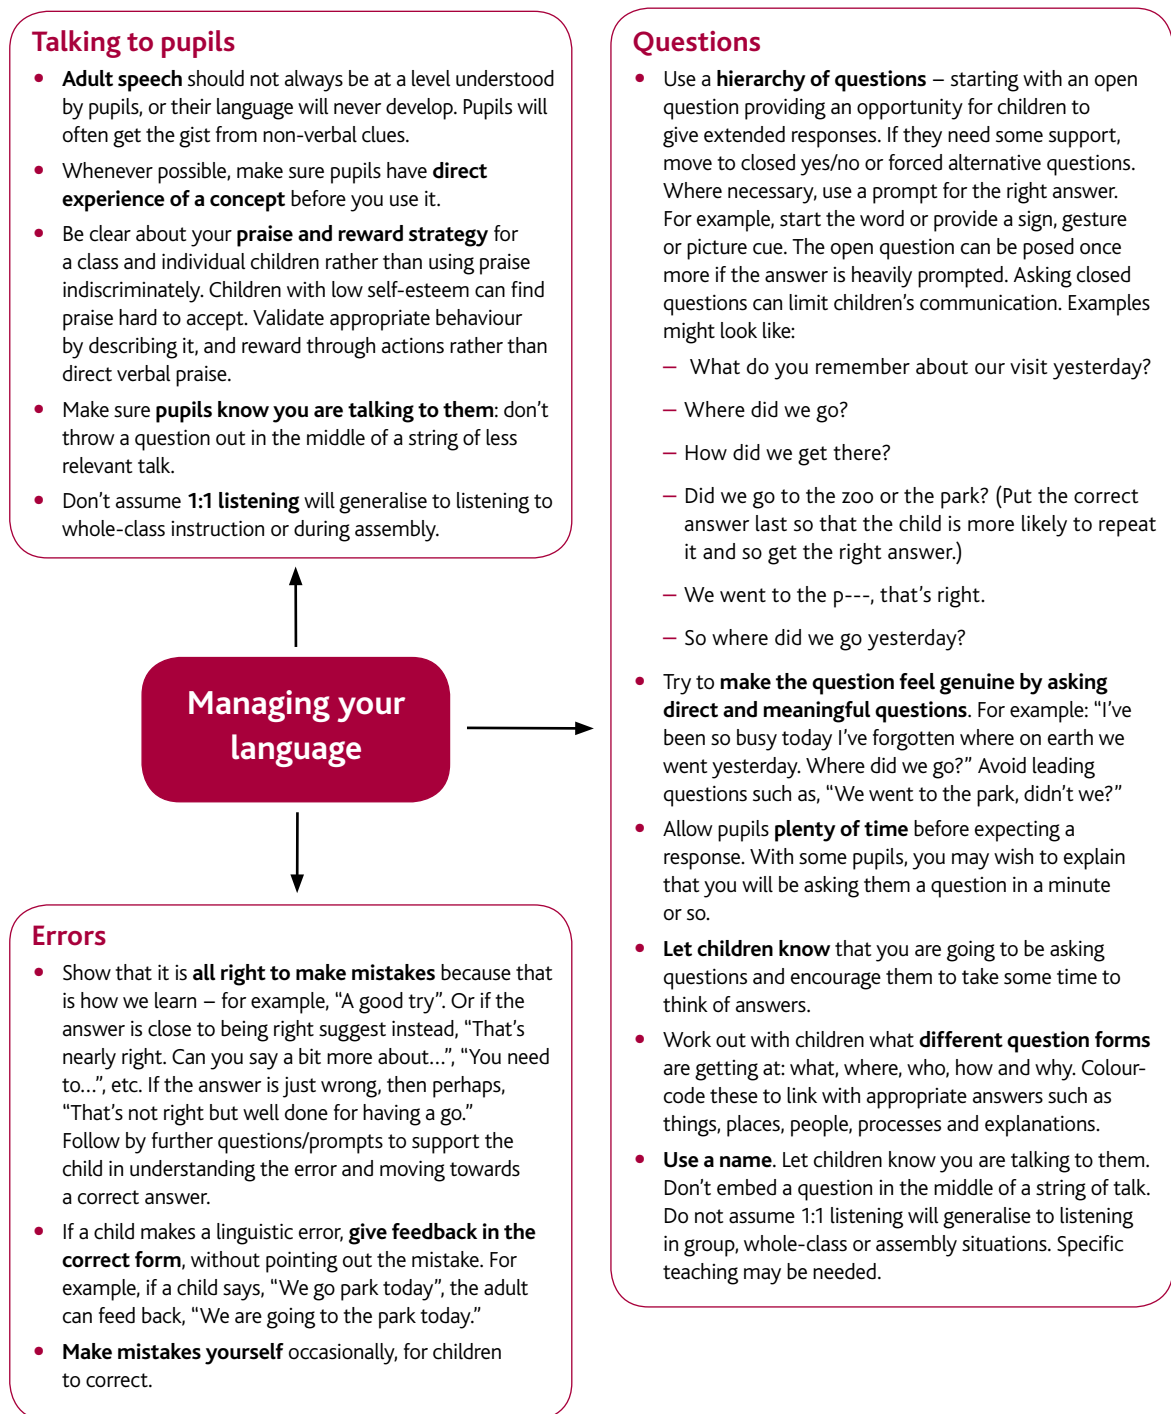 Talking to pupils
• Adult speech should not always be at a level understood
by pupils, or their language will never develop. Pupils will
often get the gist from non-verbal clues.
• Whenever possible, make sure pupils have direct
experience of a concept before you use it.
• Be clear about your praise and reward strategy for
a class and individual children rather than using praise
indiscriminately. Children with low self-esteem can find
praise hard to accept. Validate appropriate behaviour
by describing it, and reward through actions rather than
direct verbal praise.
• Make sure pupils know you are talking to them: don’t
throw a question out in the middle of a string of less
relevant talk.
• Don’t assume 1:1 listening will generalise to listening to
whole-class instruction or during assembly.
Managing your
language
Errors
• Show that it is all right to make mistakes because that
is how we learn – for example, “A good try”. Or if the
answer is close to being right suggest instead, “That’s
nearly right. Can you say a bit more about…”, “You need
to…”, etc. If the answer is just wrong, then perhaps,
“That’s not right but well done for having a go.”
Follow by further questions/prompts to support the
child in understanding the error and moving towards
a correct answer.
• If a child makes a linguistic error, give feedback in the
correct form, without pointing out the mistake. For
example, if a child says, “We go park today”, the adult
can feed back, “We are going to the park today.”
• Make mistakes yourself occasionally, for children
to correct.
Questions
• Use a hierarchy of questions – starting with an open
question providing an opportunity for children to
give extended responses. If they need some support,
move to closed yes/no or forced alternative questions.
Where necessary, use a prompt for the right answer.
For example, start the word or provide a sign, gesture
or picture cue. The open question can be posed once
more if the answer is heavily prompted. Asking closed
questions can limit children’s communication. Examples
might look like:
– What do you remember about our visit yesterday?
– Where did we go?
– How did we get there?
– Did we go to the zoo or the park? (Put the correct
answer last so that the child is more likely to repeat
it and so get the right answer.)
– We went to the p---, that’s right.
– So where did we go yesterday?
• Try to make the question feel genuine by asking
direct and meaningful questions. For example: “I’ve
been so busy today I’ve forgotten where on earth we
went yesterday. Where did we go?” Avoid leading
questions such as, “We went to the park, didn’t we?”
• Allow pupils plenty of time before expecting a
response. With some pupils, you may wish to explain
that you will be asking them a question in a minute
or so.
• Let children know that you are going to be asking
questions and encourage them to take some time to
think of answers.
• Work out with children what different question forms
are getting at: what, where, who, how and why. Colour-
code these to link with appropriate answers such as
things, places, people, processes and explanations.
• Use a name. Let children know you are talking to them.
Don’t embed a question in the middle of a string of talk.
Do not assume 1:1 listening will generalise to listening
in group, whole-class or assembly situations. Specific
teaching may be needed.